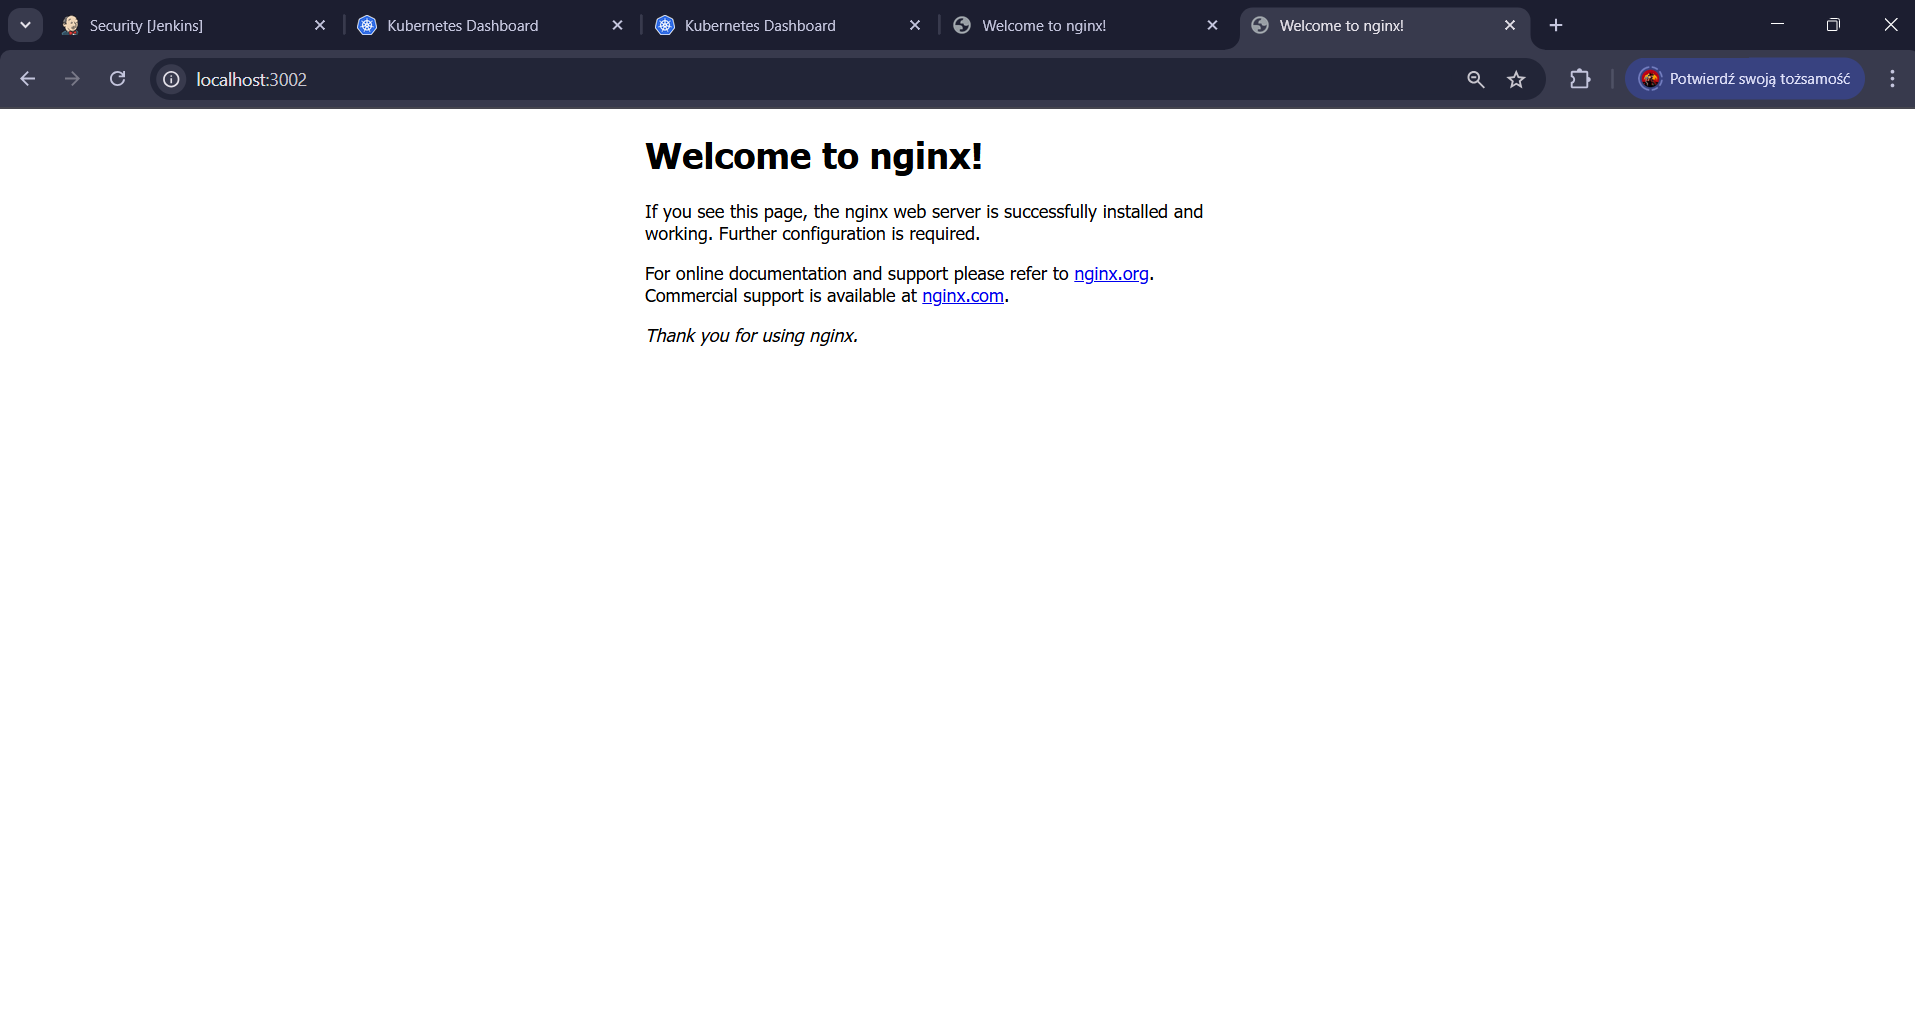 Security [Jenkins]
Kubernetes Dashboard
Kubernetes Dashboard
Welcome to nginx!
Welcome to nginx!
localhost:3002
Potwierdź swoją tożsamość
Welcome to nginx!
If you see this page, the nginx web server is successfully installed and
working. Further configuration is required.
For online documentation and support please refer to nginx.org.
Commercial support is available at nginx.com.
Thank you for using nginx.